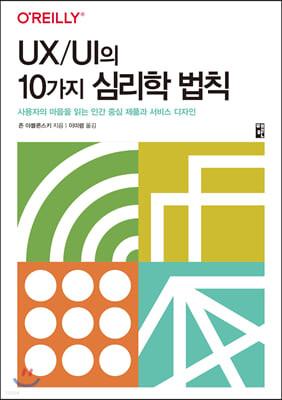 O'REILLY®
UX/UI의
10가지 심리학 법칙
사용자의 마음을 읽는 인간 중심 제품과 서비스 디자인
존 야블론스키 지음 / 이미령 옮김
책만